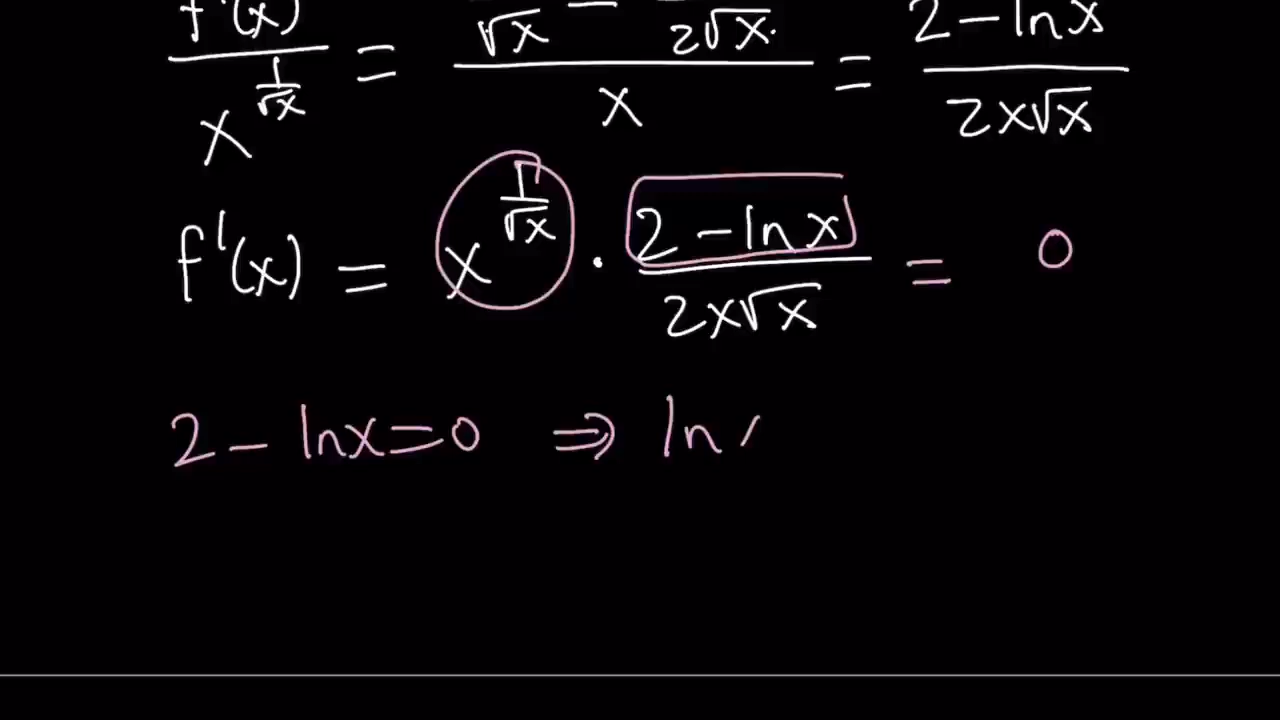 f'(x) / x^(1/√x) = ( /√x − /2√x ) / x = (2 − ln x) / (2x√x)
f'(x) = x^(1/√x) · (2 − ln x) / (2x√x) = 0
2 − ln x = 0 ⇒ ln